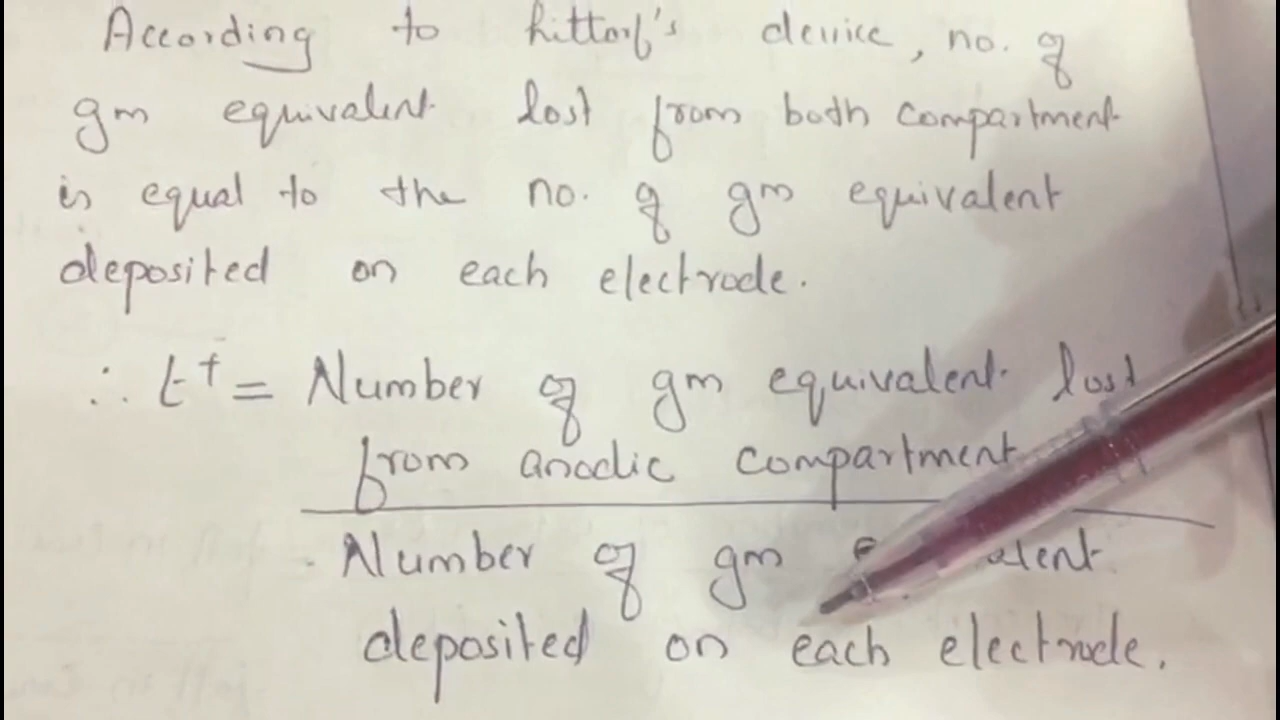 According to hittorf's device, no. of
gm equivalent lost from both compartment
is equal to the no. of gm equivalent
deposited on each electrode.
∴ t⁺ = Number of gm equivalent lost
from anodic compartment
Number of gm
deposited on each electrode.